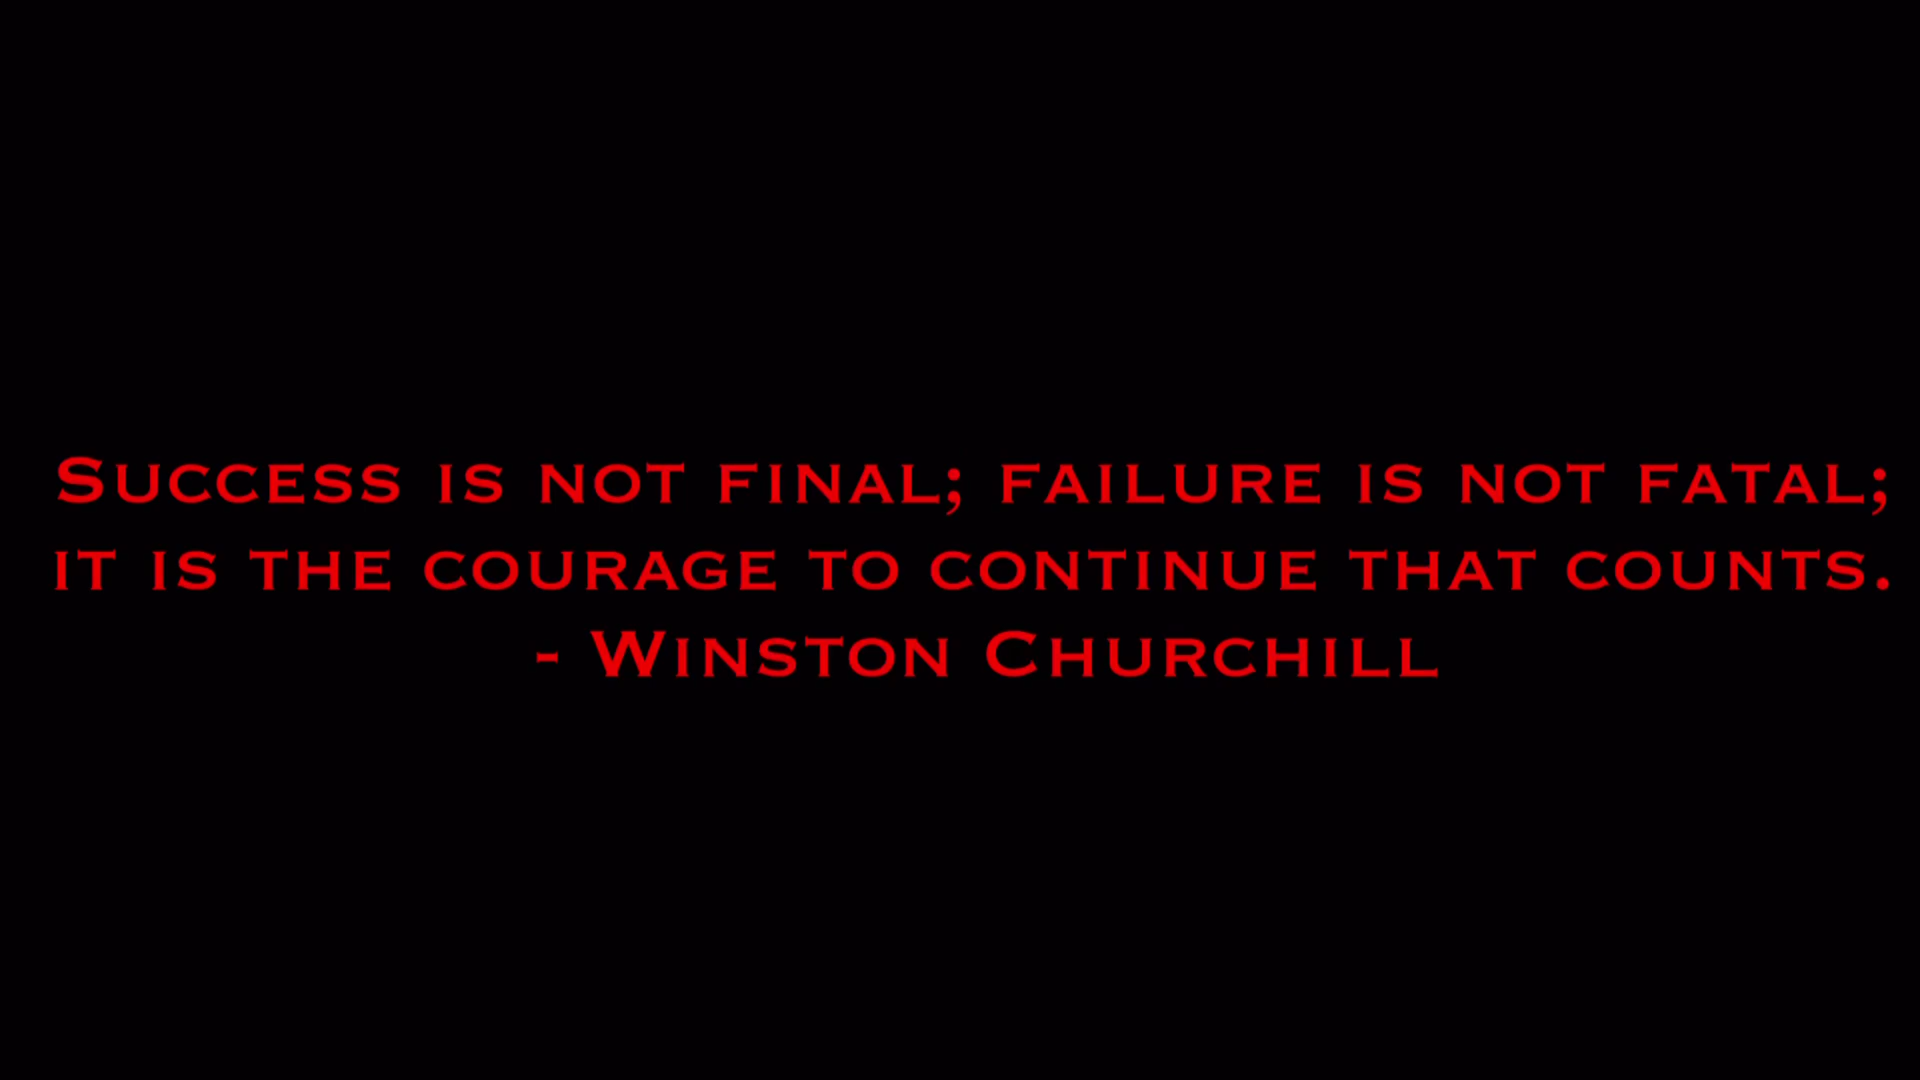 Success is not final; failure is not fatal;
it is the courage to continue that counts.
- Winston Churchill